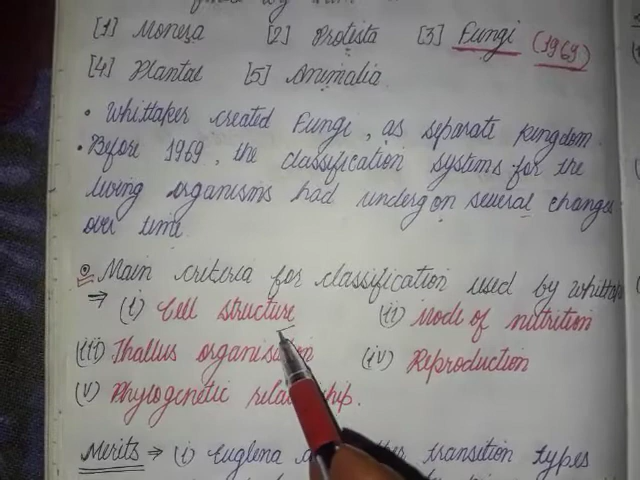 [1] Monera [2] Protista [3] Fungi (1969)
[4] Plantae [5] Animalia
• Whittaker created Fungi, as separate kingdom.
• Before 1969, the classification systems for the
living organisms had undergon several changes
over time
Main criteria for classification used by whittak
⇒ (i) Cell structure (ii) Mode of nutrition
(iii) Thallus organisation (iv) Reproduction
(v) Phylogenetic relationship.
Merits → (i) Euglena transition types